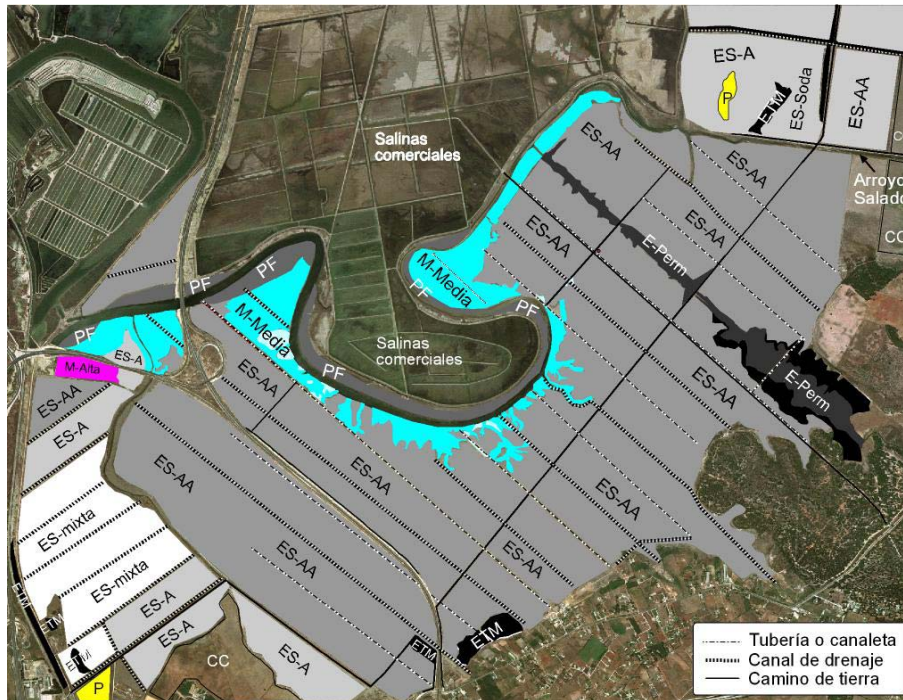 ES-A
P
ETM
ES-Soda
ES-AA
Salinas
comerciales
ES-AA
ES-AA
Arroyo
Salado
CC
ES-AA
ES-AA
E-Perm
M-Media
PF
PF
PF
PF
PF
M-Media
PF
PF
ES-A
M-Alta
Salinas
comerciales
ES-AA
E-Perm
ES-AA
ES-AA
ES-A
ES-AA
ES-AA
ES-AA
ES-AA
ES-mixta
ES-AA
ES-AA
ES-mixta
ES-A
ETM
ETM
ES-A
CC
ES-A
ETM
ETM
P
Tubería o canaleta
Canal de drenaje
Camino de tierra